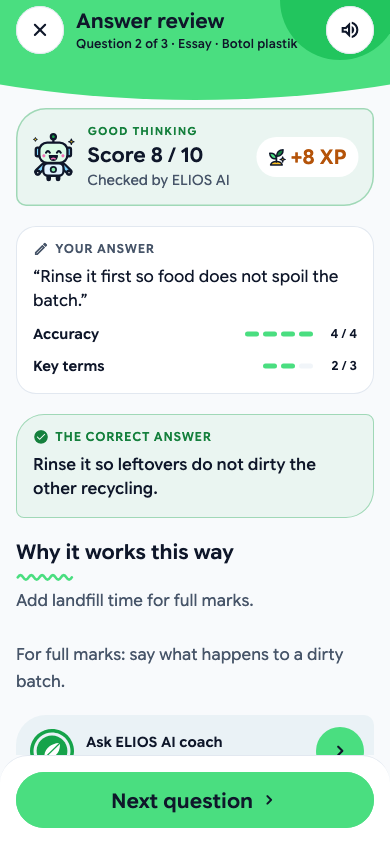 Answer review
Question 2 of 3 · Essay · Botol plastik
GOOD THINKING
Score 8 / 10
Checked by ELIOS AI
+8 XP
YOUR ANSWER
“Rinse it first so food does not spoil the
batch.”
Accuracy 4 / 4
Key terms 2 / 3
THE CORRECT ANSWER
Rinse it so leftovers do not dirty the
other recycling.
Why it works this way
Add landfill time for full marks.
For full marks: say what happens to a dirty
batch.
Ask ELIOS AI coach
Next question